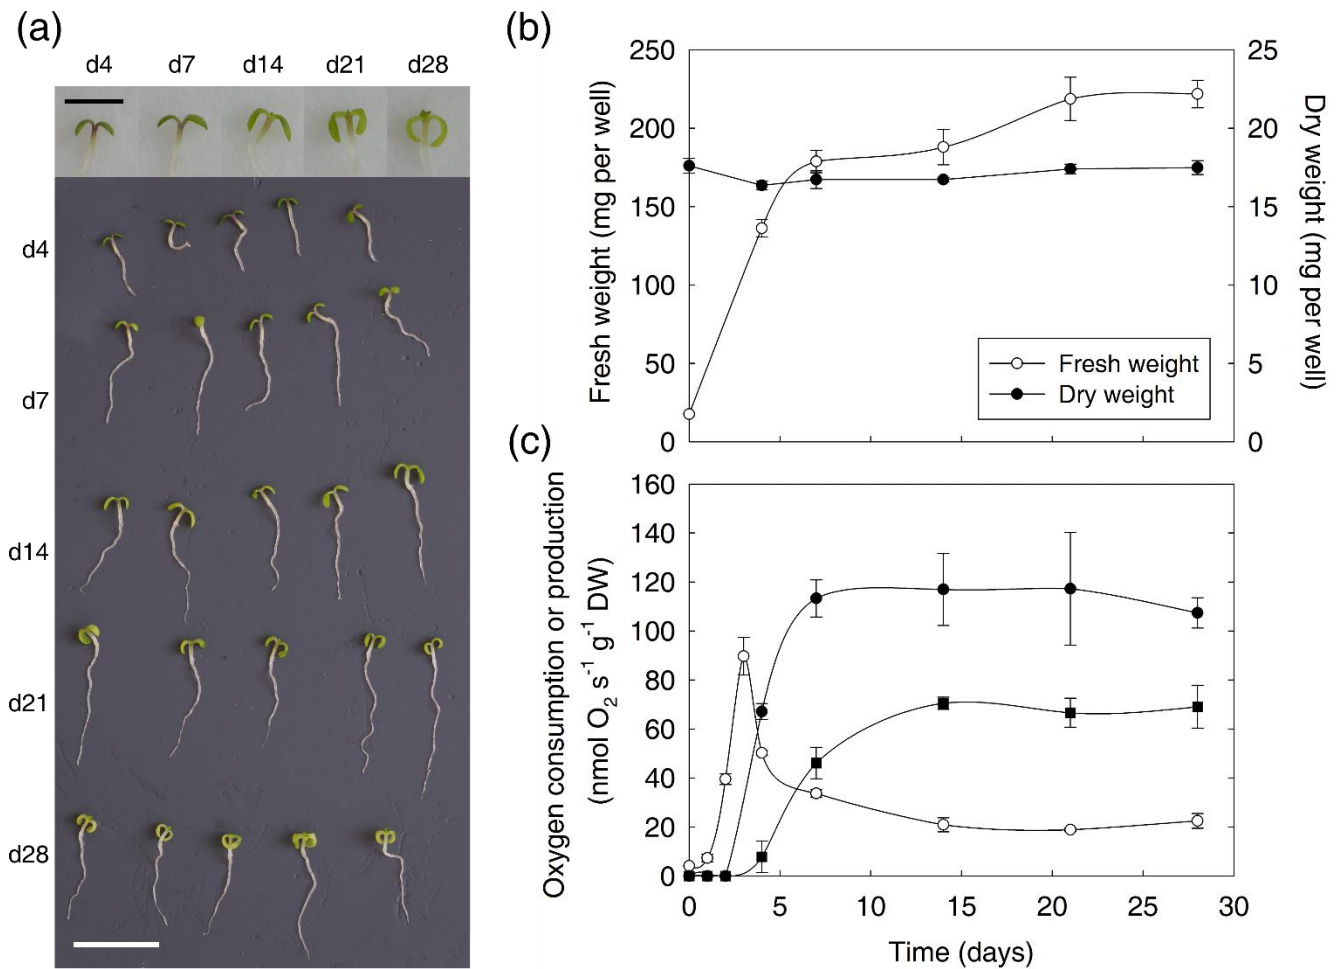 (a)
d4 d7 d14 d21 d28
d4
d7
d14
d21
d28
(b)
250
200
150
100
50
0
Fresh weight (mg per well)
25
20
15
10
5
0
Dry weight (mg per well)
Fresh weight
Dry weight
(c)
160
140
120
100
80
60
40
20
0
Oxygen consumption or production
(nmol O₂ s⁻¹ g⁻¹ DW)
0 5 10 15 20 25 30
Time (days)